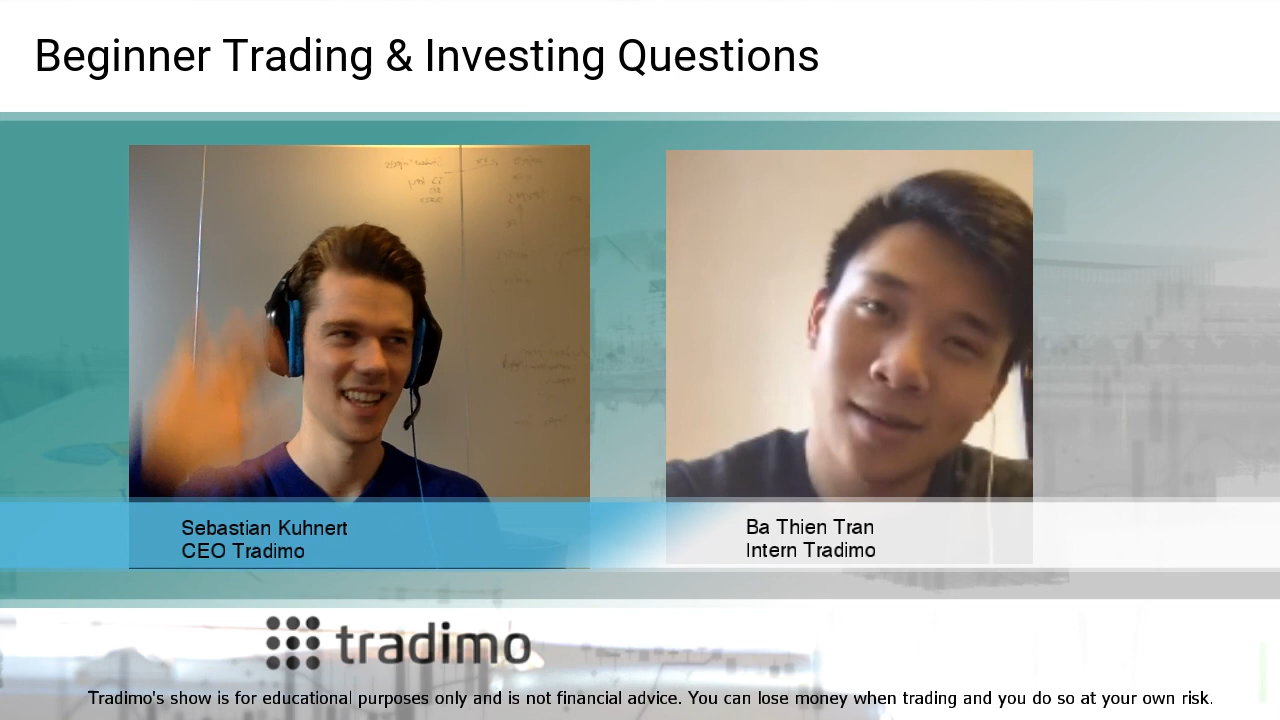 Beginner Trading & Investing Questions
Sebastian Kuhnert
CEO Tradimo
Ba Thien Tran
Intern Tradimo
tradimo
Tradimo's show is for educational purposes only and is not financial advice. You can lose money when trading and you do so at your own risk.